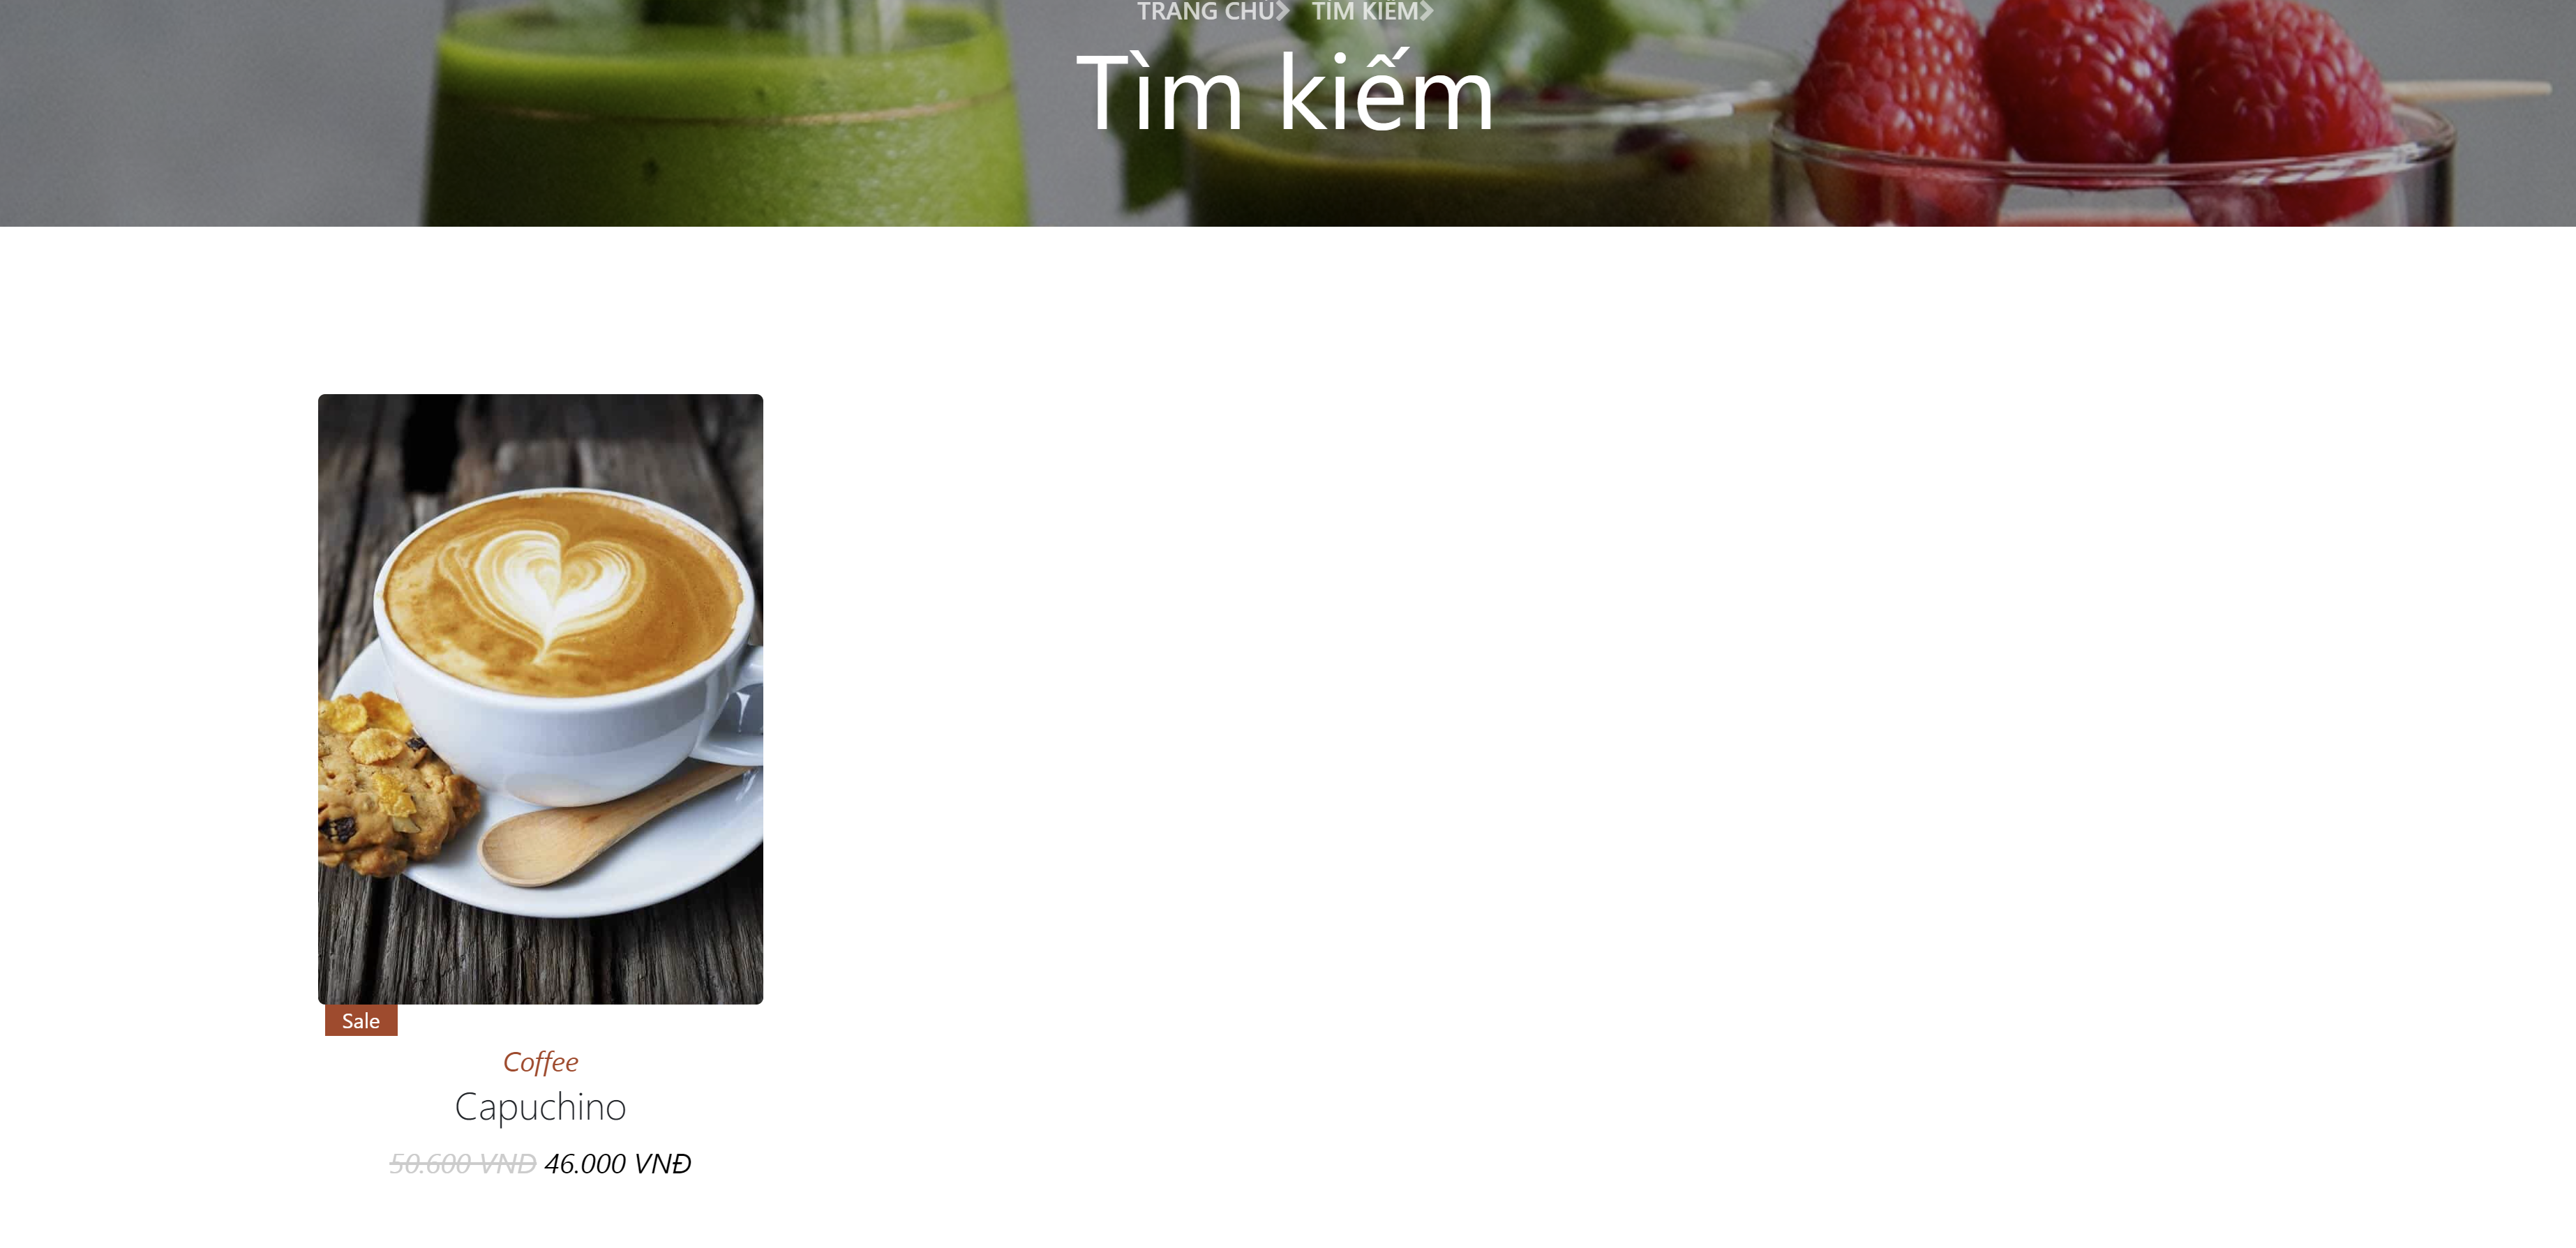 TRANG CHỦ TÌM KIẾM
Tìm kiếm
Sale
Coffee
Capuchino
50.600 VNĐ 46.000 VNĐ